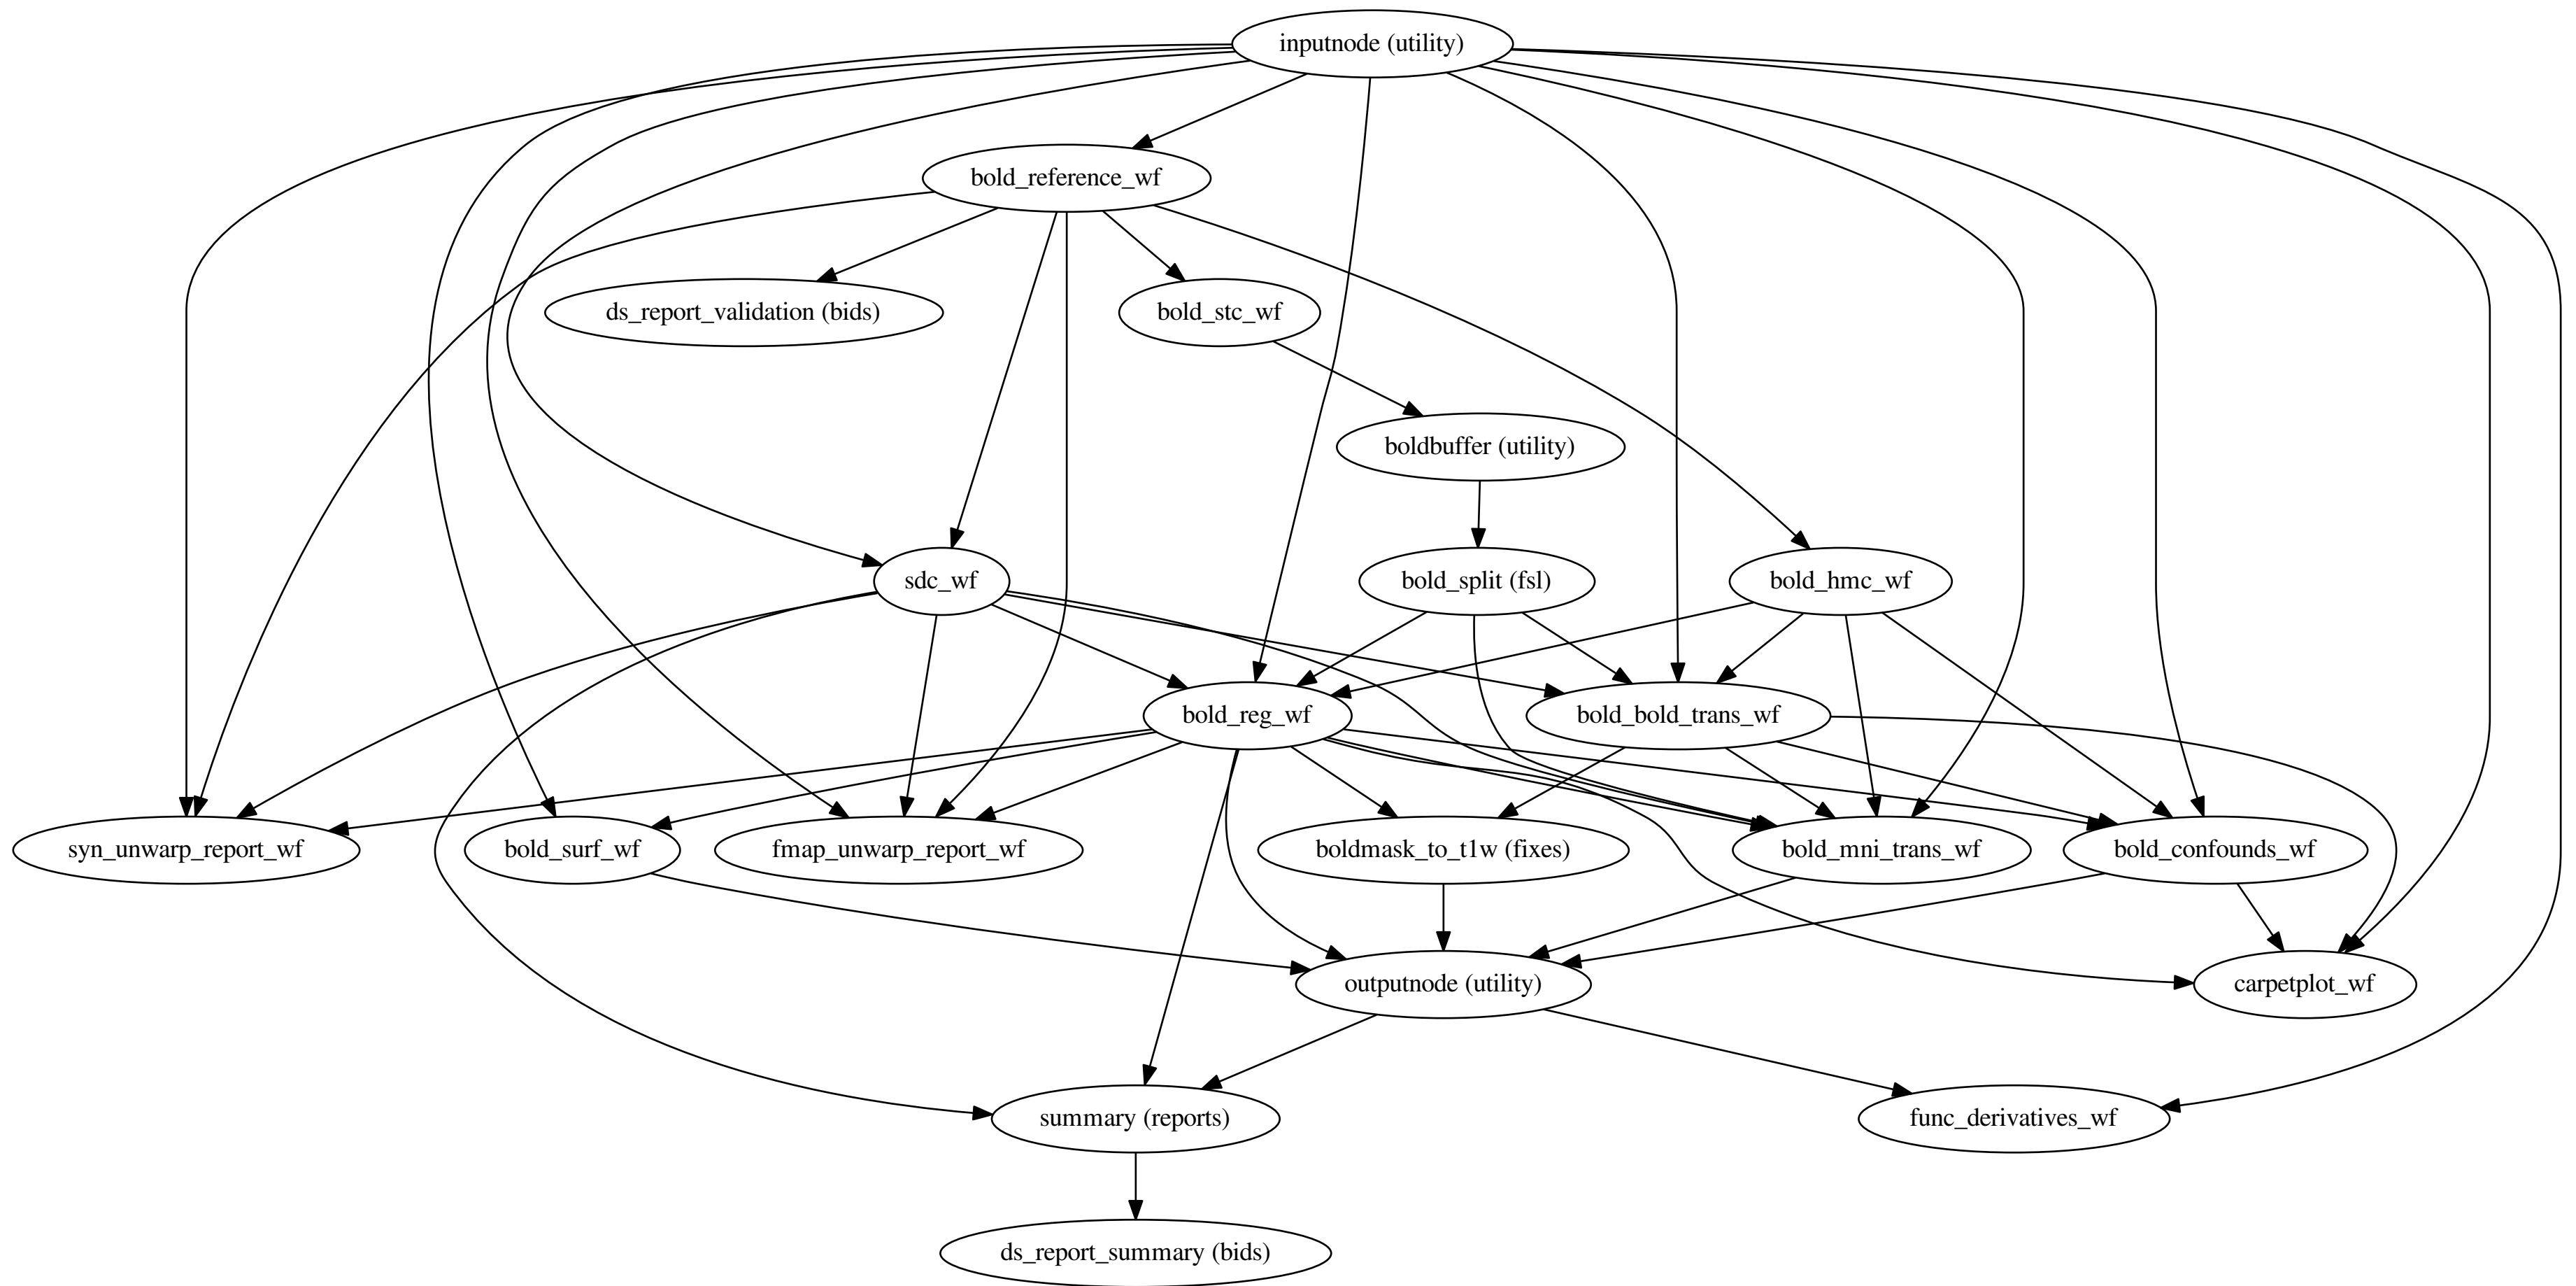 inputnode (utility)
bold_reference_wf
ds_report_validation (bids)
bold_stc_wf
boldbuffer (utility)
sdc_wf
bold_split (fsl)
bold_hmc_wf
bold_reg_wf
bold_bold_trans_wf
syn_unwarp_report_wf
bold_surf_wf
fmap_unwarp_report_wf
boldmask_to_t1w (fixes)
bold_mni_trans_wf
bold_confounds_wf
outputnode (utility)
carpetplot_wf
summary (reports)
func_derivatives_wf
ds_report_summary (bids)